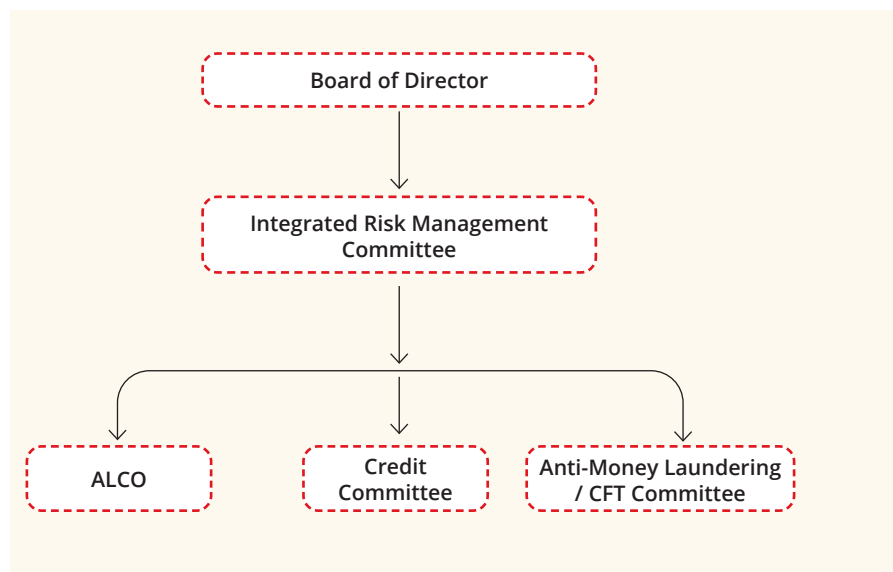 Board of Director
Integrated Risk Management
Committee
ALCO
Credit
Committee
Anti-Money Laundering
/ CFT Committee